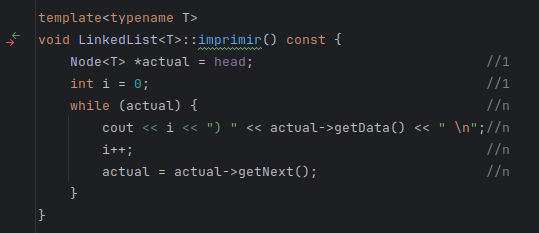 template<typename T>
void LinkedList<T>::imprimir() const {
    Node<T> *actual = head;                             //1
    int i = 0;                                          //1
    while (actual) {                                    //n
        cout << i << ") " << actual->getData() << " \n";//n
        i++;                                            //n
        actual = actual->getNext();                     //n
    }
}